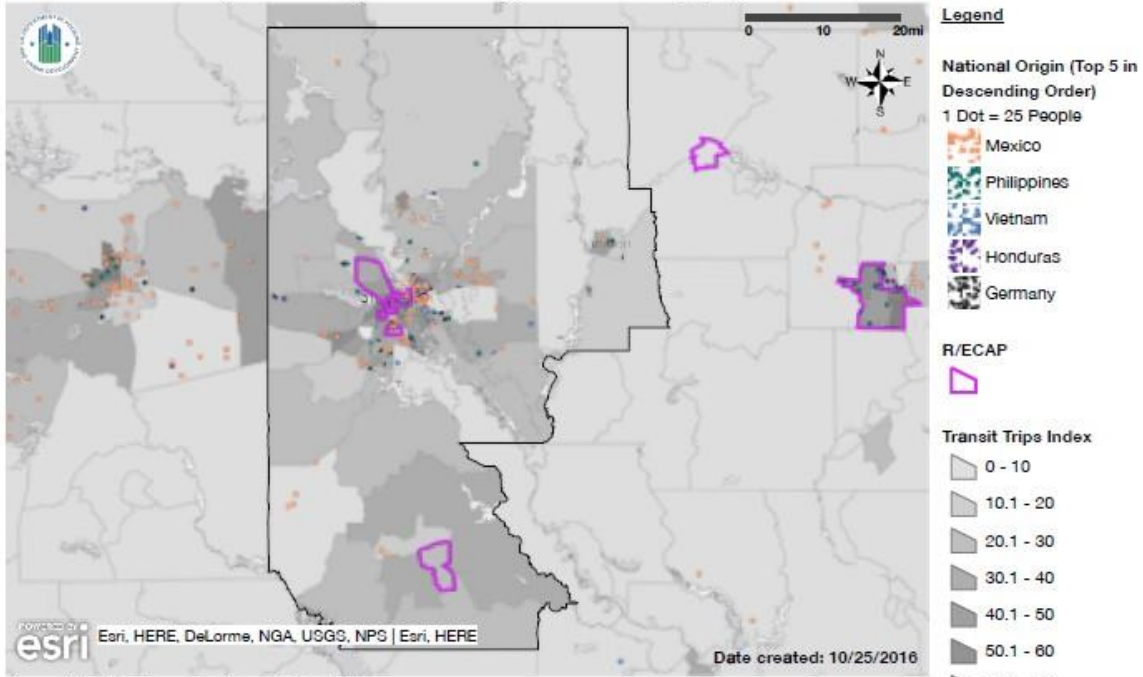 0 10 20mi
N
W E
S
Legend
National Origin (Top 5 in
Descending Order)
1 Dot = 25 People
Mexico
Philippines
Vietnam
Honduras
Germany
R/ECAP
Transit Trips Index
0 - 10
10.1 - 20
20.1 - 30
30.1 - 40
40.1 - 50
50.1 - 60
POWERED BY
esri
Esri, HERE, DeLorme, NGA, USGS, NPS | Esri, HERE
Date created: 10/25/2016